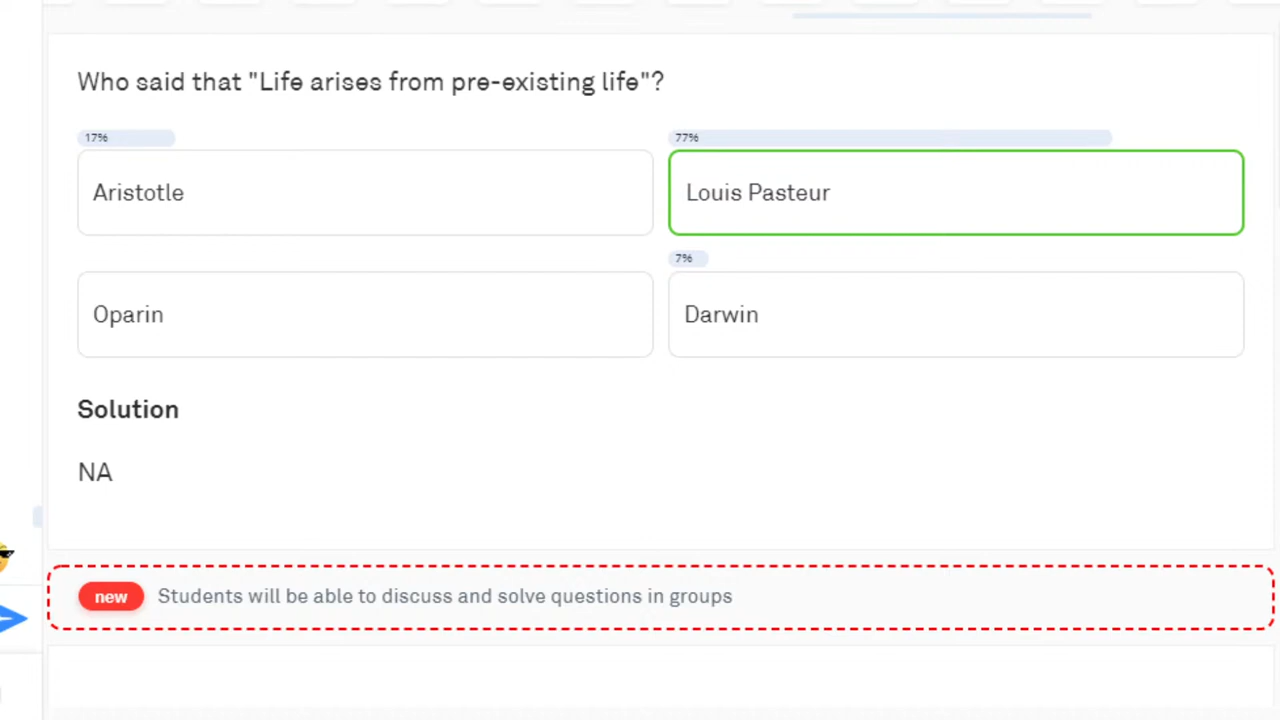 Who said that "Life arises from pre-existing life"?
17%
77%
Aristotle
Louis Pasteur
7%
Oparin
Darwin
Solution
NA
new Students will be able to discuss and solve questions in groups